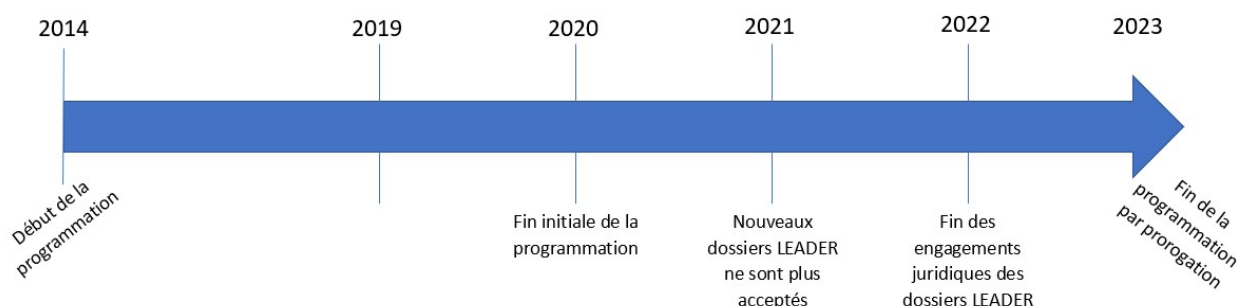 2014
2019
2020
2021
2022
2023
Début de la
programmation
Fin initiale de la
programmation
Nouveaux
dossiers LEADER
ne sont plus
acceptés
Fin des
engagements
juridiques des
dossiers LEADER
Fin de la
programmation
par prorogation